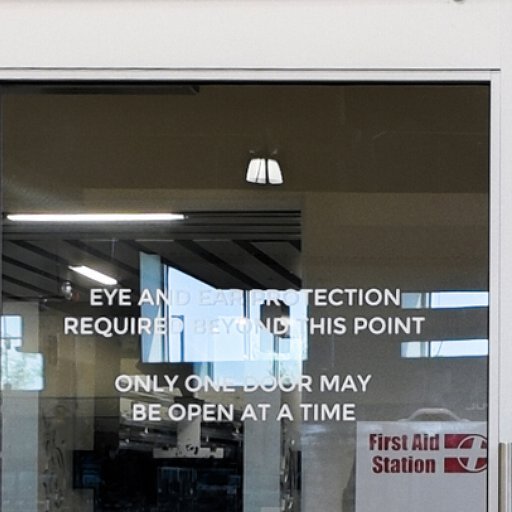 EYE AND EAR PROTECTION
REQUIRED BEYOND THIS POINT
ONLY ONE DOOR MAY
BE OPEN AT A TIME
First Aid
Station